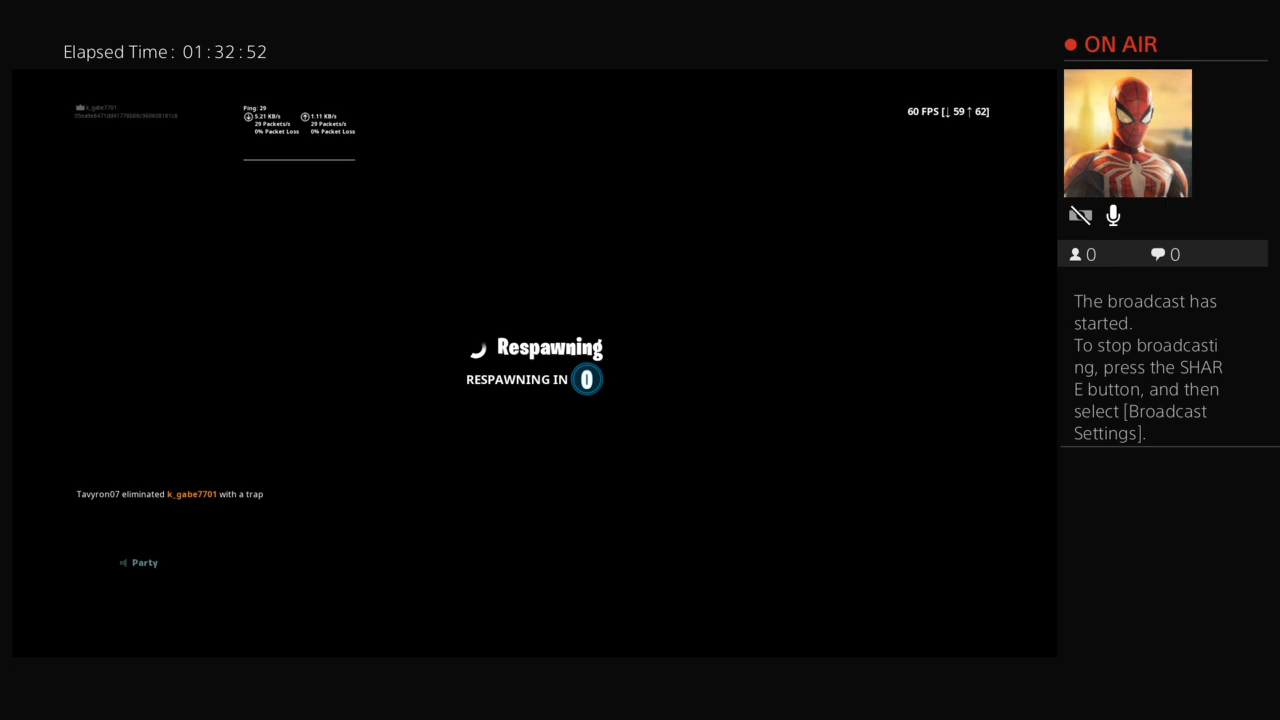 Elapsed Time: 01:32:52
ON AIR
k_gabe7701
Ping: 29
5.21 KB/s
1.11 KB/s
29 Packets/s
29 Packets/s
0% Packet Loss
0% Packet Loss
60 FPS [↓ 59 ↑ 62]
0
0
The broadcast has
started.
To stop broadcasti
ng, press the SHAR
E button, and then
select [Broadcast
Settings].
Respawning
RESPAWNING IN 0
Tavyron07 eliminated k_gabe7701 with a trap
Party